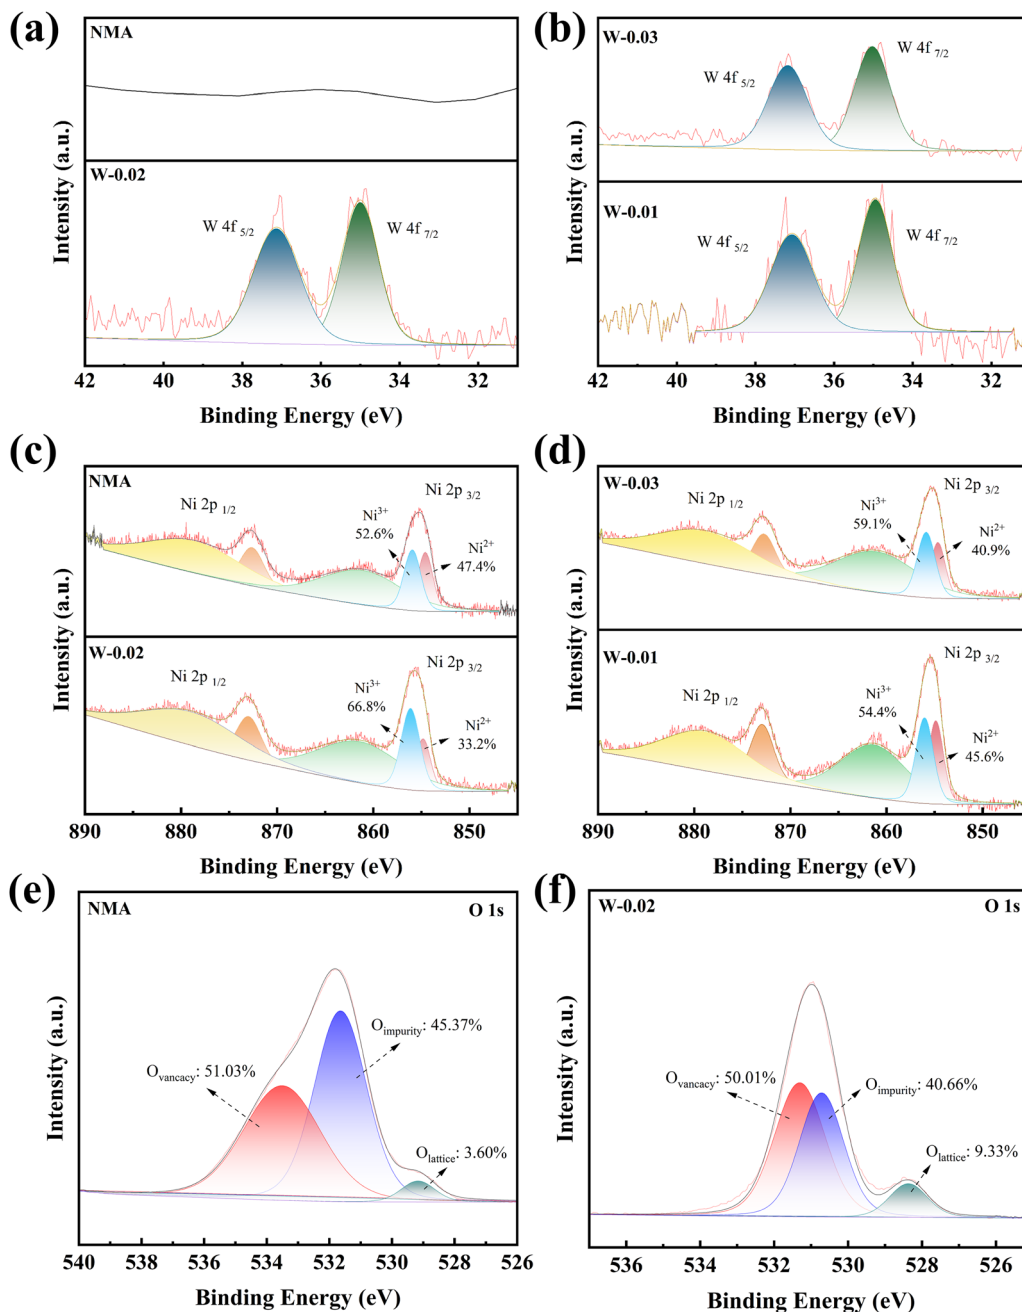 (a)
NMA
W-0.02
W 4f 5/2
W 4f 7/2
42 40 38 36 34 32
Binding Energy (eV)
Intensity (a.u.)
(b)
W-0.03
W 4f 5/2
W 4f 7/2
W-0.01
W 4f 5/2
W 4f 7/2
42 40 38 36 34 32
Binding Energy (eV)
Intensity (a.u.)
(c)
NMA
Ni 2p 1/2
Ni 2p 3/2
Ni3+
52.6%
Ni2+
47.4%
W-0.02
Ni 2p 1/2
Ni 2p 3/2
Ni3+
66.8%
Ni2+
33.2%
890 880 870 860 850
Binding Energy (eV)
Intensity (a.u.)
(d)
W-0.03
Ni 2p 1/2
Ni 2p 3/2
Ni3+
59.1%
Ni2+
40.9%
W-0.01
Ni 2p 1/2
Ni 2p 3/2
Ni3+
54.4%
Ni2+
45.6%
890 880 870 860 850
Binding Energy (eV)
Intensity (a.u.)
(e)
NMA
O 1s
Oimpurity: 45.37%
Ovancacy: 51.03%
Olattice: 3.60%
540 538 536 534 532 530 528 526
Binding Energy (eV)
Intensity (a.u.)
(f)
W-0.02
O 1s
Ovancacy: 50.01%
Oimpurity: 40.66%
Olattice: 9.33%
536 534 532 530 528 526
Binding Energy (eV)
Intensity (a.u.)